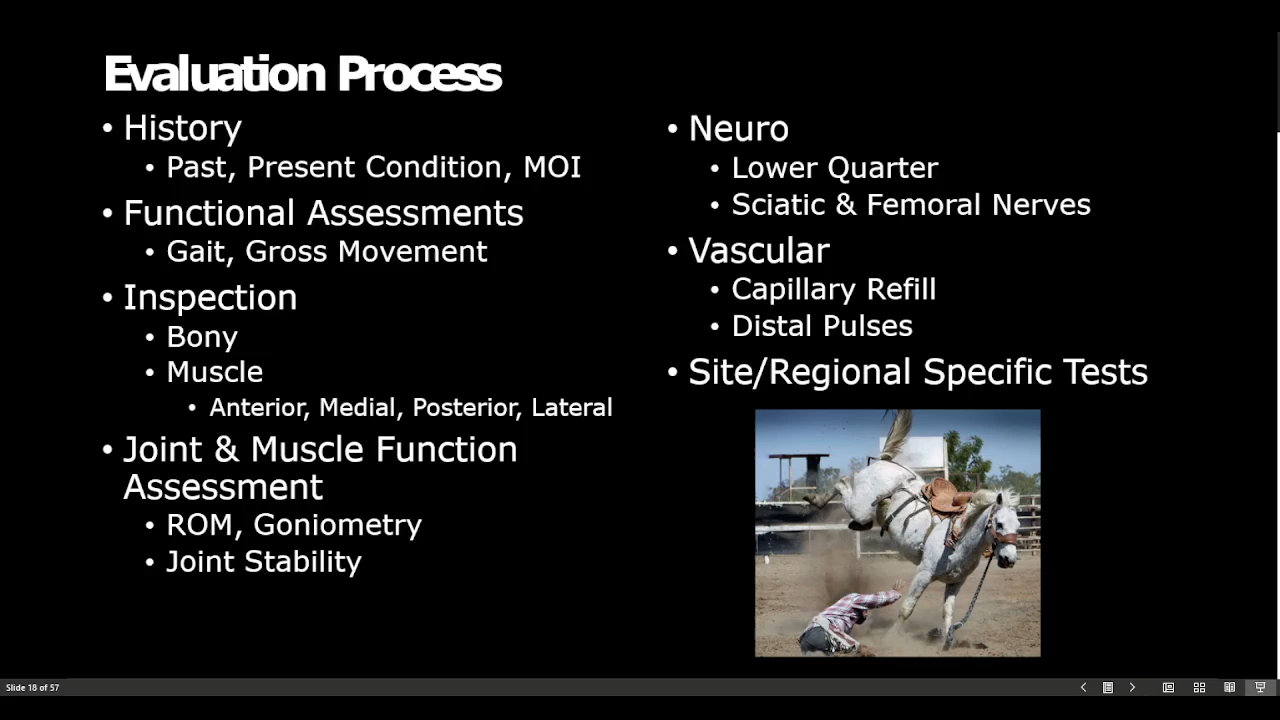 Evaluation Process
• History
• Past, Present Condition, MOI
• Functional Assessments
• Gait, Gross Movement
• Inspection
• Bony
• Muscle
• Anterior, Medial, Posterior, Lateral
• Joint & Muscle Function
Assessment
• ROM, Goniometry
• Joint Stability
• Neuro
• Lower Quarter
• Sciatic & Femoral Nerves
• Vascular
• Capillary Refill
• Distal Pulses
• Site/Regional Specific Tests
Slide 18 of 57